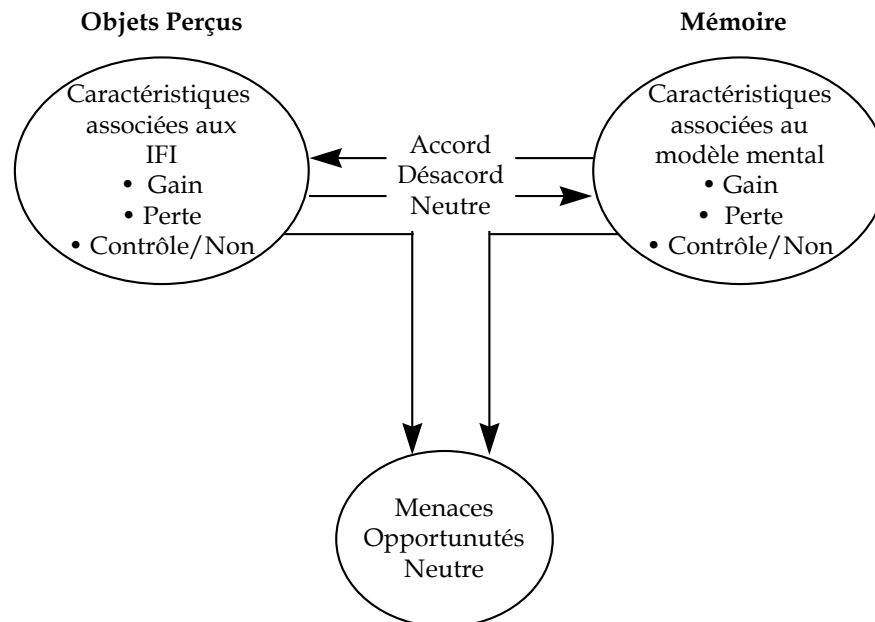 Objets Perçus
Mémoire
Caractéristiques
associées aux
IFI
• Gain
• Perte
• Contrôle/Non
Accord
Désacord
Neutre
Caractéristiques
associées au
modèle mental
• Gain
• Perte
• Contrôle/Non
Menaces
Opportunutés
Neutre